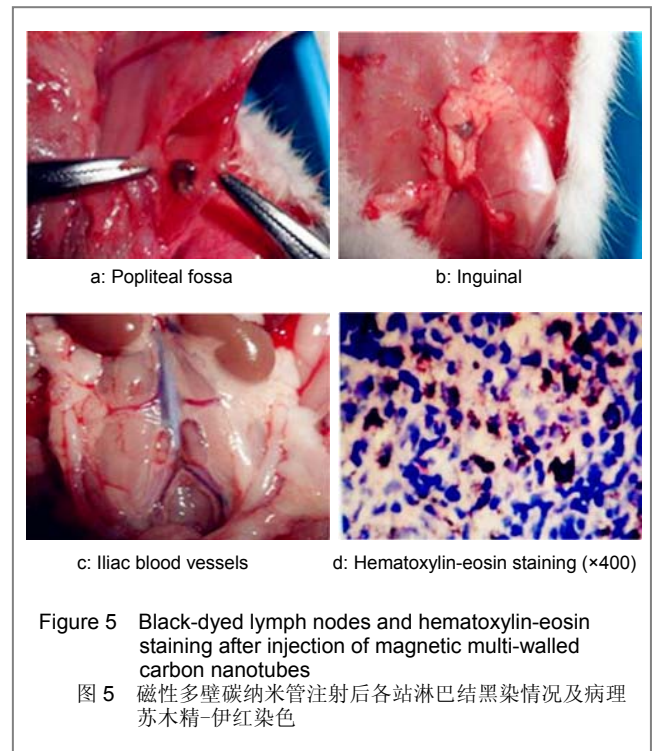 a: Popliteal fossa
b: Inguinal
c: Iliac blood vessels
d: Hematoxylin-eosin staining (×400)
Figure 5 Black-dyed lymph nodes and hematoxylin-eosin
staining after injection of magnetic multi-walled
carbon nanotubes
图 5 磁性多壁碳纳米管注射后各站淋巴结黑染情况及病理
苏木精-伊红染色